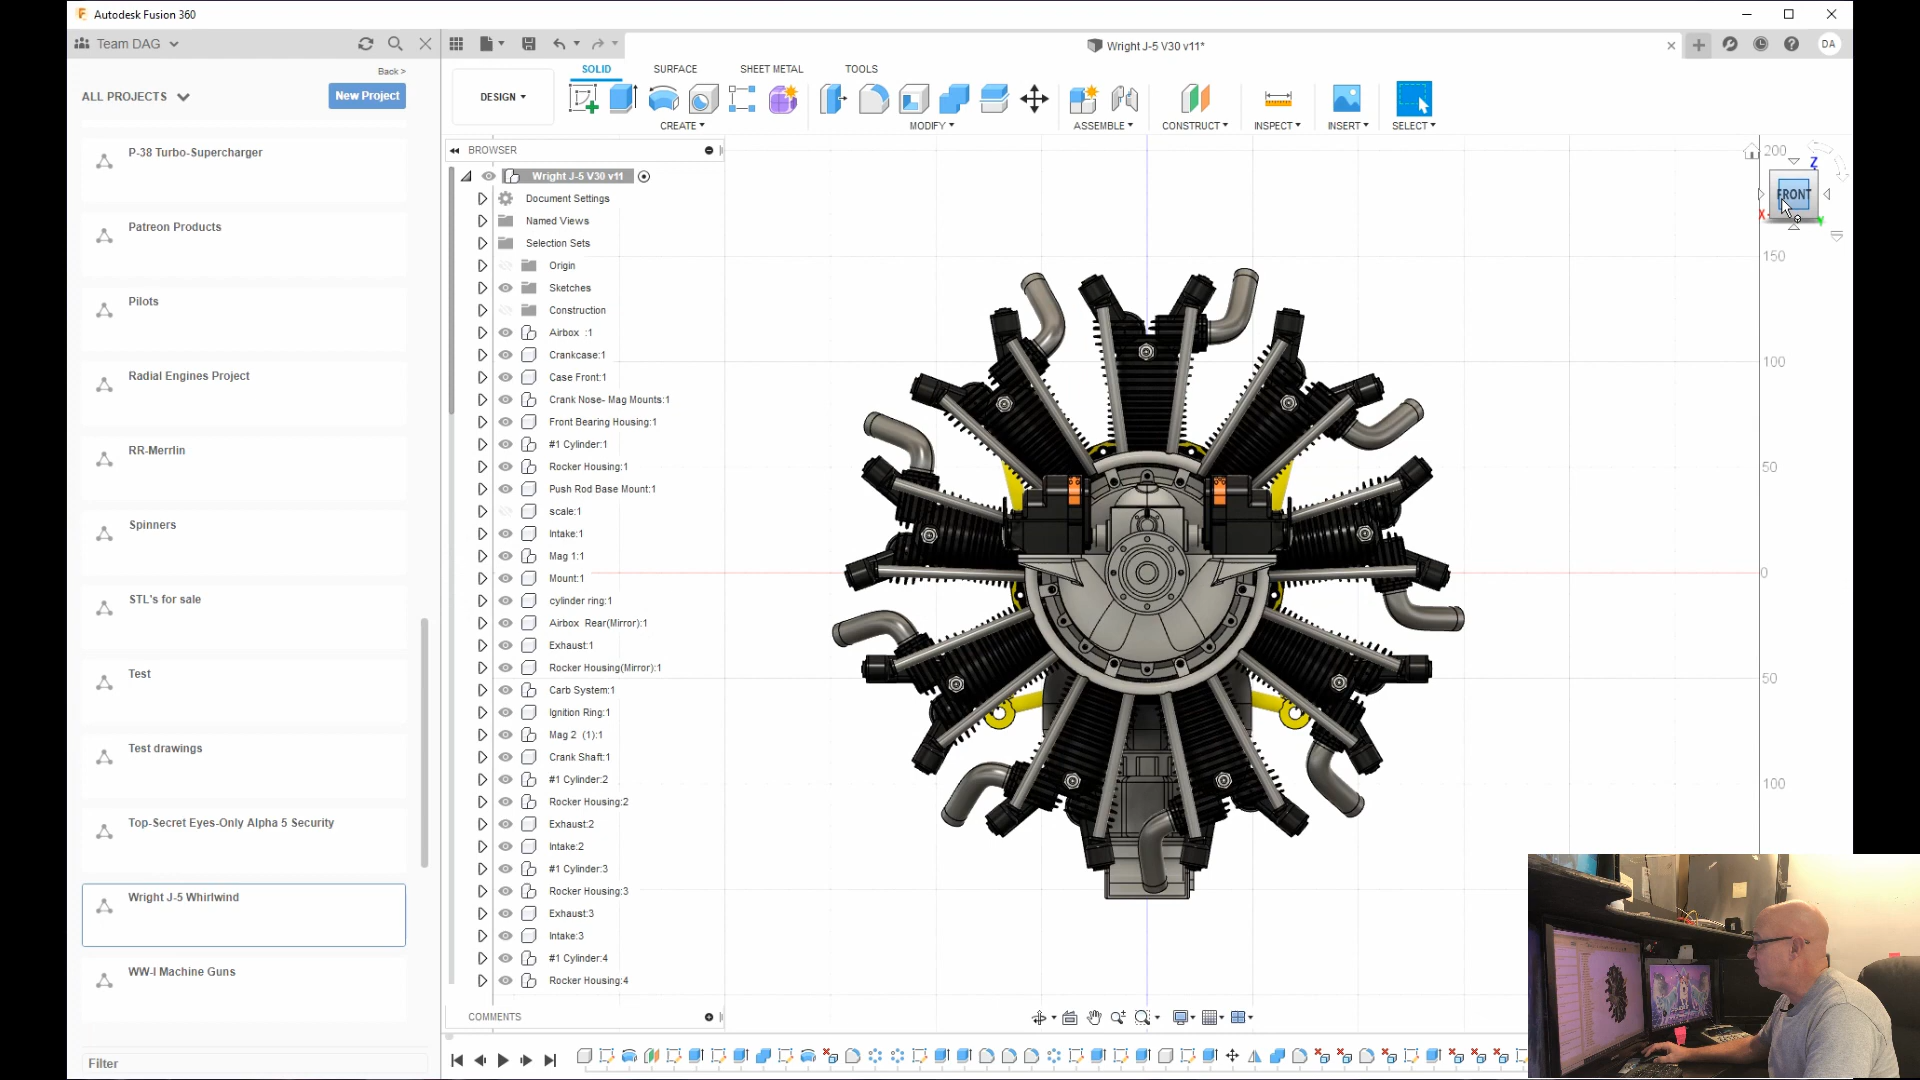 Autodesk Fusion 360
Team DAG
Back >
ALL PROJECTS
New Project
P-38 Turbo-Supercharger
Patreon Products
Pilots
Radial Engines Project
RR-Merrlin
Spinners
STL's for sale
Test
Test drawings
Top-Secret Eyes-Only Alpha 5 Security
Wright J-5 Whirlwind
WW-I Machine Guns
Filter
Wright J-5 V30 v11*
DA
SOLID
SURFACE
SHEET METAL
TOOLS
DESIGN
CREATE
MODIFY
ASSEMBLE
CONSTRUCT
INSPECT
INSERT
SELECT
BROWSER
Wright J-5 V30 v11
Document Settings
Named Views
Selection Sets
Origin
Sketches
Construction
Airbox :1
Crankcase:1
Case Front:1
Crank Nose- Mag Mounts:1
Front Bearing Housing:1
#1 Cylinder:1
Rocker Housing:1
Push Rod Base Mount:1
scale:1
Intake:1
Mag 1:1
Mount:1
cylinder ring:1
Airbox Rear(Mirror):1
Exhaust:1
Rocker Housing(Mirror):1
Carb System:1
Ignition Ring:1
Mag 2 (1):1
Crank Shaft:1
#1 Cylinder:2
Rocker Housing:2
Exhaust:2
Intake:2
#1 Cylinder:3
Rocker Housing:3
Exhaust:3
Intake:3
#1 Cylinder:4
Rocker Housing:4
COMMENTS
Z
FRONT
X
Y
200
150
100
50
0
50
100